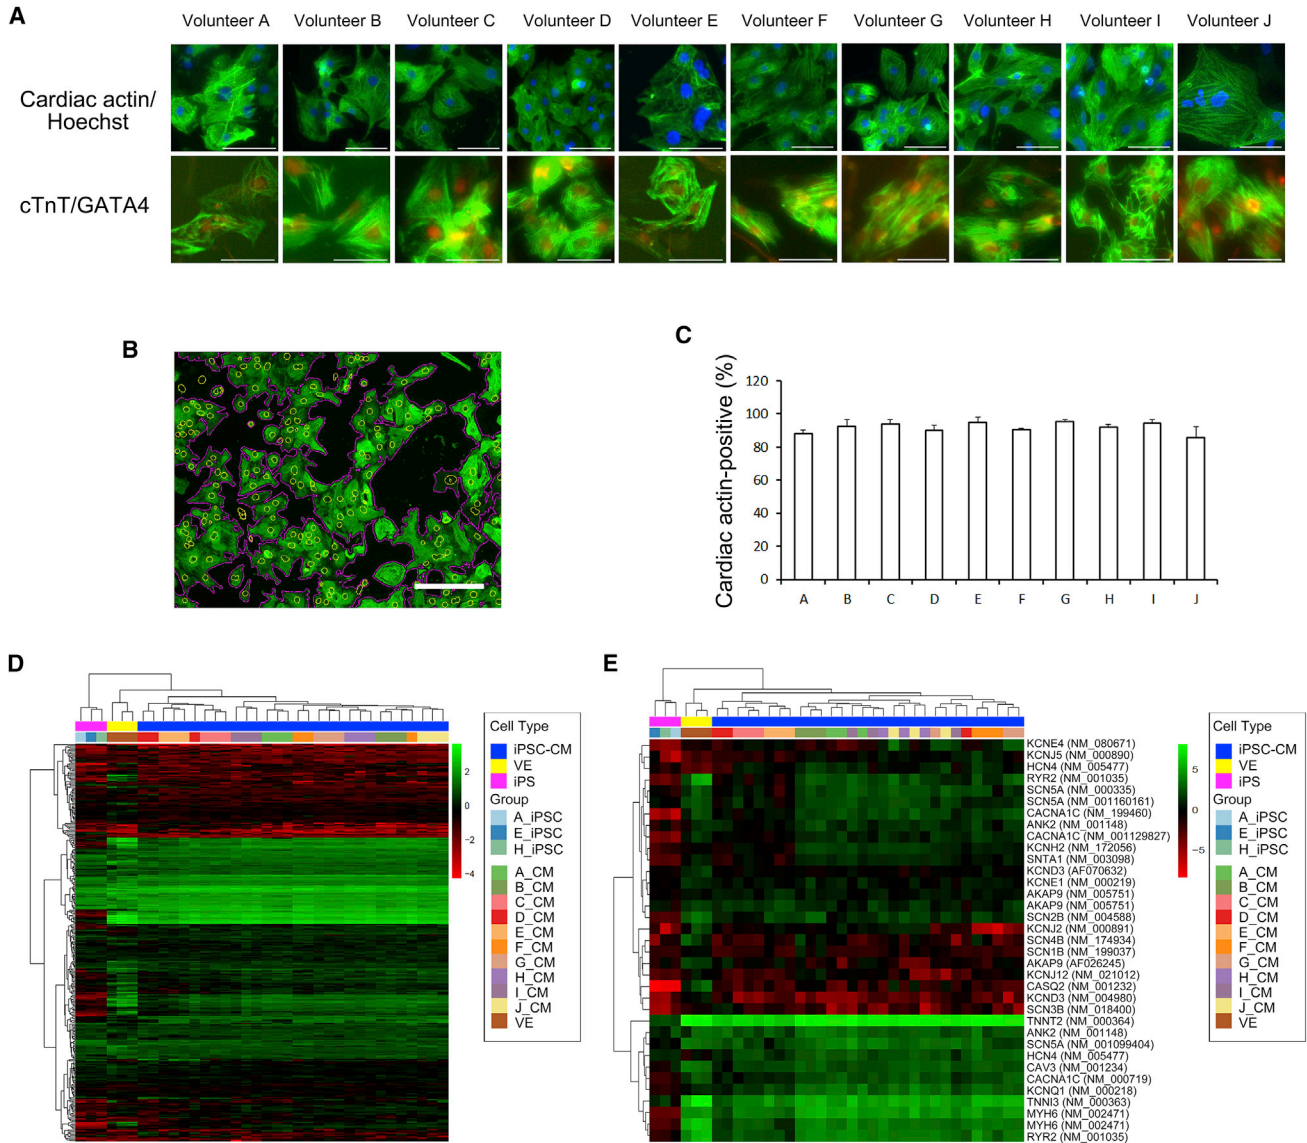 A
Volunteer A Volunteer B Volunteer C Volunteer D Volunteer E Volunteer F Volunteer G Volunteer H Volunteer I Volunteer J
Cardiac actin/
Hoechst
cTnT/GATA4
B
C
Cardiac actin-positive (%)
120
100
80
60
40
20
0
A B C D E F G H I J
D
2
0
−2
−4
Cell Type
iPSC-CM
VE
iPS
Group
A_iPSC
E_iPSC
H_iPSC
A_CM
B_CM
C_CM
D_CM
E_CM
F_CM
G_CM
H_CM
I_CM
J_CM
VE
E
KCNE4 (NM_080671)
KCNJ5 (NM_000890)
HCN4 (NM_005477)
RYR2 (NM_001035)
SCN5A (NM_000335)
SCN5A (NM_001160161)
CACNA1C (NM_199460)
ANK2 (NM_001148)
CACNA1C (NM_001129827)
KCNH2 (NM_172056)
SNTA1 (NM_003098)
KCND3 (AF070632)
KCNE1 (NM_000219)
AKAP9 (NM_005751)
AKAP9 (NM_005751)
SCN2B (NM_004588)
KCNJ2 (NM_000891)
SCN4B (NM_174934)
SCN1B (NM_199037)
AKAP9 (AF026245)
KCNJ12 (NM_021012)
CASQ2 (NM_001232)
KCND3 (NM_004980)
SCN3B (NM_018400)
TNNT2 (NM_000364)
ANK2 (NM_001148)
SCN5A (NM_001099404)
HCN4 (NM_005477)
CAV3 (NM_001234)
CACNA1C (NM_000719)
KCNQ1 (NM_000218)
TNNI3 (NM_000363)
MYH6 (NM_002471)
MYH6 (NM_002471)
RYR2 (NM_001035)
5
0
−5
Cell Type
iPSC-CM
VE
iPS
Group
A_iPSC
E_iPSC
H_iPSC
A_CM
B_CM
C_CM
D_CM
E_CM
F_CM
G_CM
H_CM
I_CM
J_CM
VE